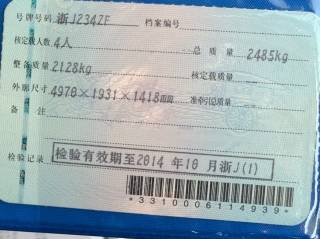 号牌号码 浙J234ZF 档案编号
核定载人数 4人 总质量 2485kg
整备质量 2128kg 核定载质量 --
外廓尺寸 4970×1931×1418mm 准牵引总质量 --
备注
检验记录 检验有效期至2014年10月浙J(1)
*3310006114939*